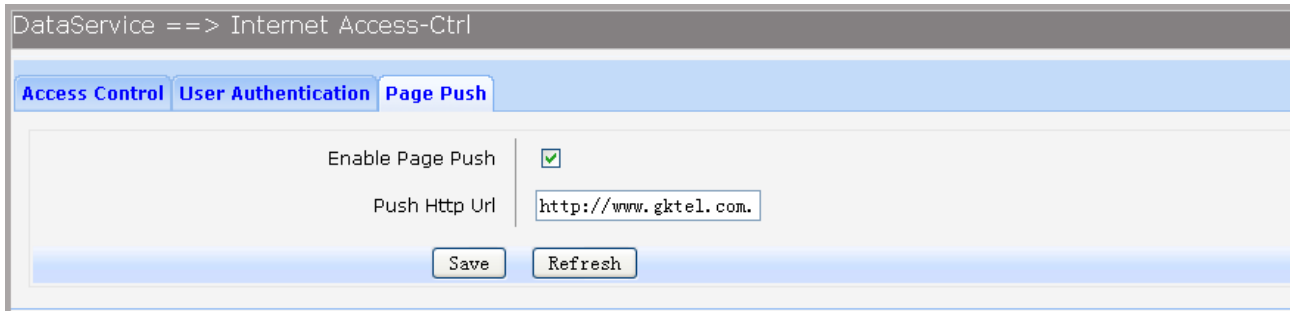 DataService ==> Internet Access-Ctrl
Access Control User Authentication Page Push
Enable Page Push
Push Http Url http://www.gktel.com.
Save Refresh